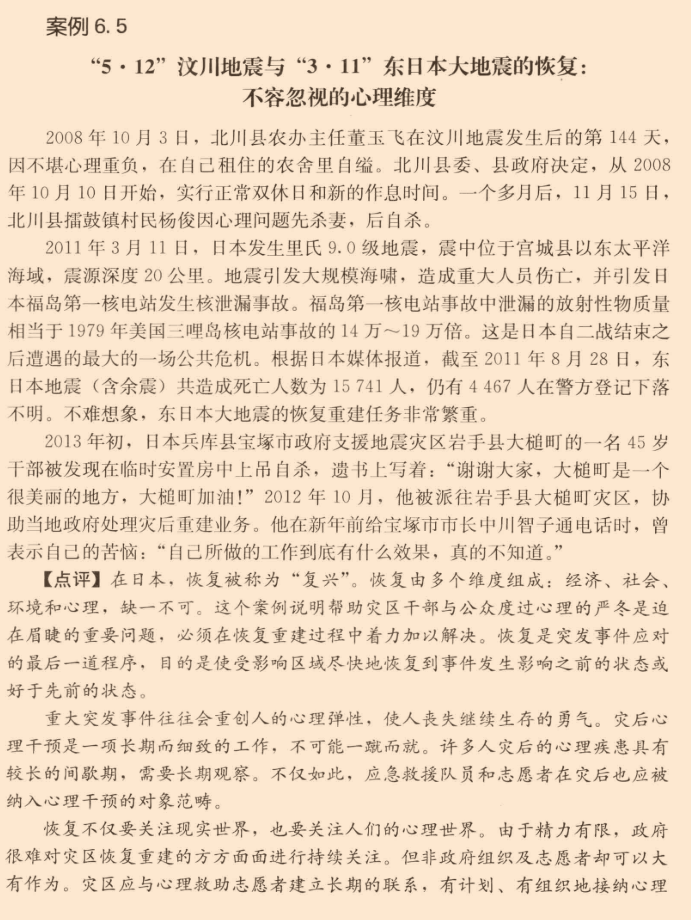 案例 6.5
“5·12”汶川地震与“3·11”东日本大地震的恢复：
不容忽视的心理维度
2008 年 10 月 3 日，北川县农办主任董玉飞在汶川地震发生后的第 144 天，
因不堪心理重负，在自己租住的农舍里自缢。北川县委、县政府决定，从 2008
年 10 月 10 日开始，实行正常双休日和新的作息时间。一个多月后，11 月 15 日，
北川县擂鼓镇村民杨俊因心理问题先杀妻，后自杀。
2011 年 3 月 11 日，日本发生里氏 9.0 级地震，震中位于宫城县以东太平洋
海域，震源深度 20 公里。地震引发大规模海啸，造成重大人员伤亡，并引发日
本福岛第一核电站发生核泄漏事故。福岛第一核电站事故中泄漏的放射性物质量
相当于 1979 年美国三哩岛核电站事故的 14 万～19 万倍。这是日本自二战结束之
后遭遇的最大的一场公共危机。根据日本媒体报道，截至 2011 年 8 月 28 日，东
日本地震（含余震）共造成死亡人数为 15 741 人，仍有 4 467 人在警方登记下落
不明。不难想象，东日本大地震的恢复重建任务非常繁重。
2013 年初，日本兵库县宝塚市政府支援地震灾区岩手县大槌町的一名 45 岁
干部被发现在临时安置房中上吊自杀，遗书上写着：“谢谢大家，大槌町是一个
很美丽的地方，大槌町加油！”2012 年 10 月，他被派往岩手县大槌町灾区，协
助当地政府处理灾后重建业务。他在新年前给宝塚市市长中川智子通电话时，曾
表示自己的苦恼：“自己所做的工作到底有什么效果，真的不知道。”
【点评】在日本，恢复被称为“复兴”。恢复由多个维度组成：经济、社会、
环境和心理，缺一不可。这个案例说明帮助灾区干部与公众度过心理的严冬是迫
在眉睫的重要问题，必须在恢复重建过程中着力加以解决。恢复是突发事件应对
的最后一道程序，目的是使受影响区域尽快地恢复到事件发生影响之前的状态或
好于先前的状态。
重大突发事件往往会重创人的心理弹性，使人丧失继续生存的勇气。灾后心
理干预是一项长期而细致的工作，不可能一蹴而就。许多人灾后的心理疾患具有
较长的间歇期，需要长期观察。不仅如此，应急救援队员和志愿者在灾后也应被
纳入心理干预的对象范畴。
恢复不仅要关注现实世界，也要关注人们的心理世界。由于精力有限，政府
很难对灾区恢复重建的方方面面进行持续关注。但非政府组织及志愿者却可以大
有作为。灾区应与心理救助志愿者建立长期的联系，有计划、有组织地接纳心理